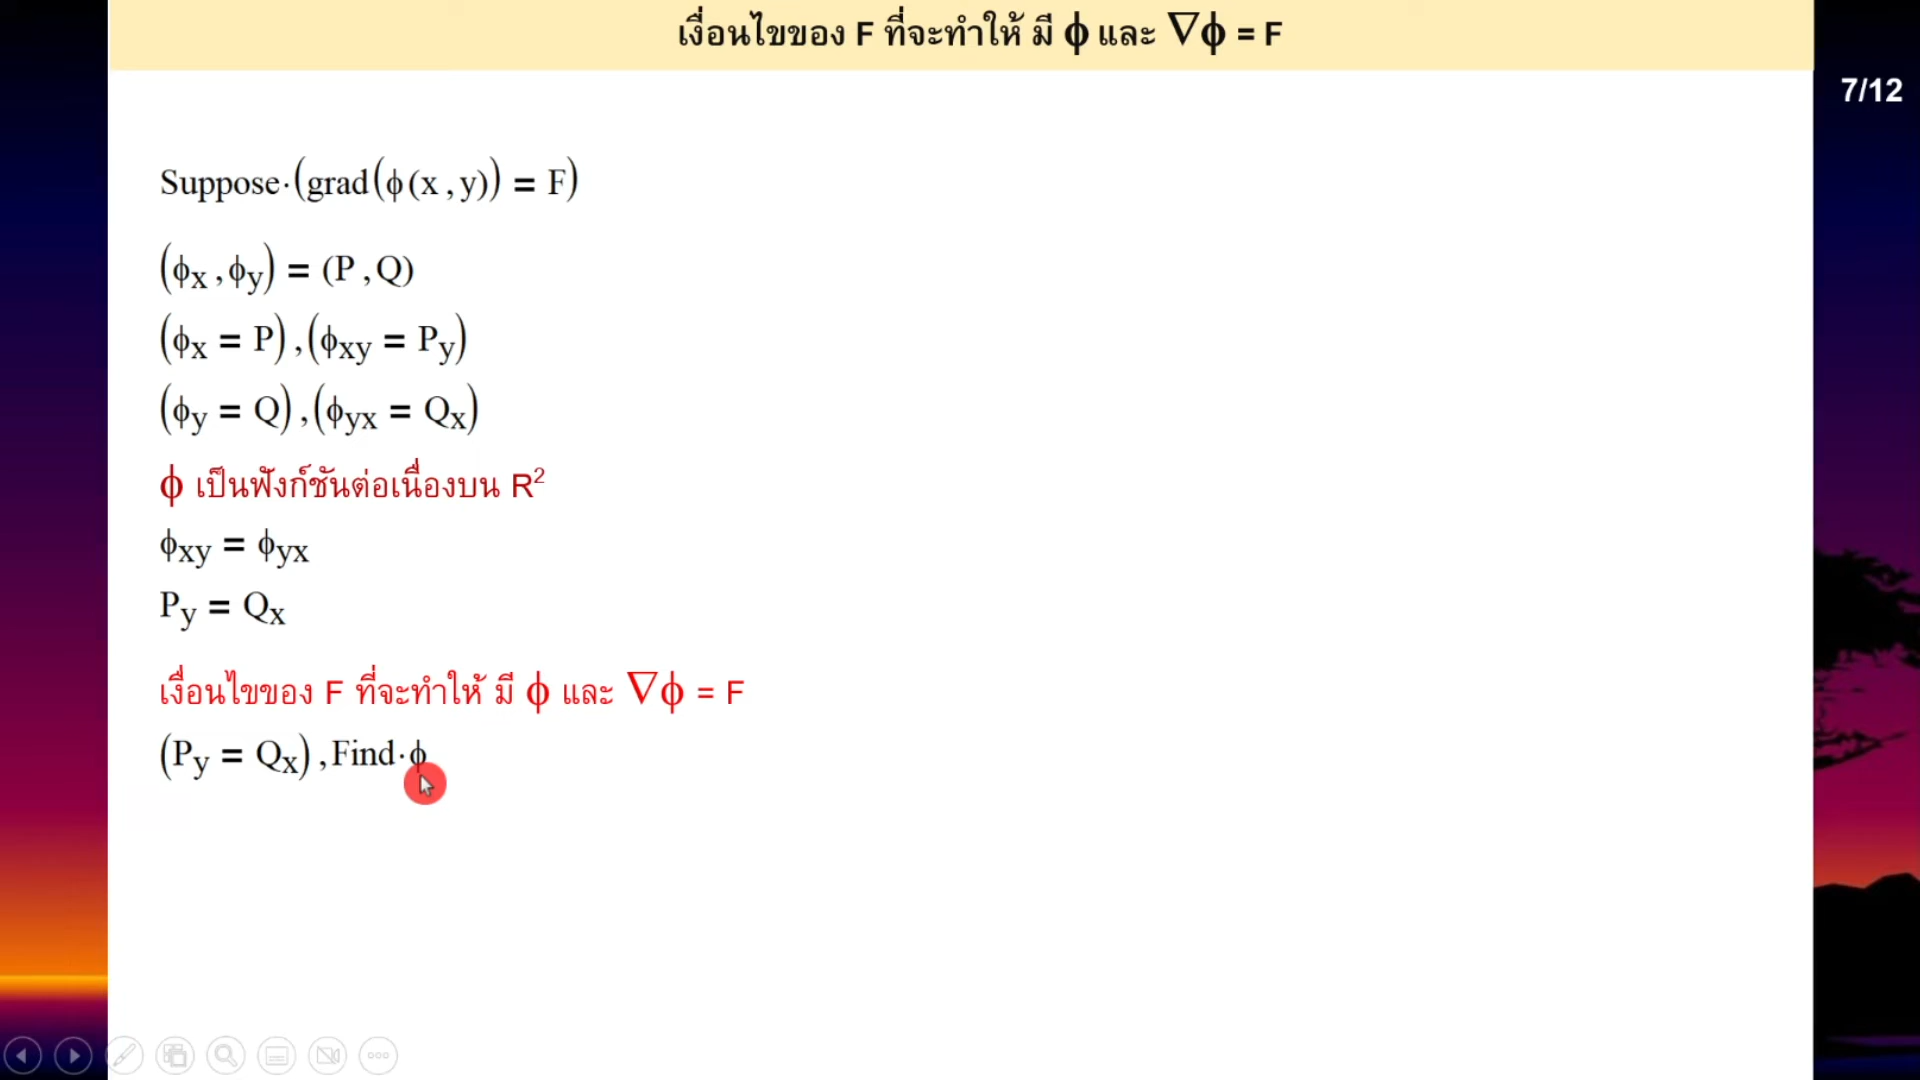 เงื่อนไขของ F ที่จะทำให้ มี ϕ และ ∇ϕ = F
7/12
Suppose·(grad(ϕ(x,y)) = F)
(ϕx,ϕy) = (P,Q)
(ϕx = P),(ϕxy = Py)
(ϕy = Q),(ϕyx = Qx)
ϕ เป็นฟังก์ชันต่อเนื่องบน R²
ϕxy = ϕyx
Py = Qx
เงื่อนไขของ F ที่จะทำให้ มี ϕ และ ∇ϕ = F
(Py = Qx),Find·ϕ